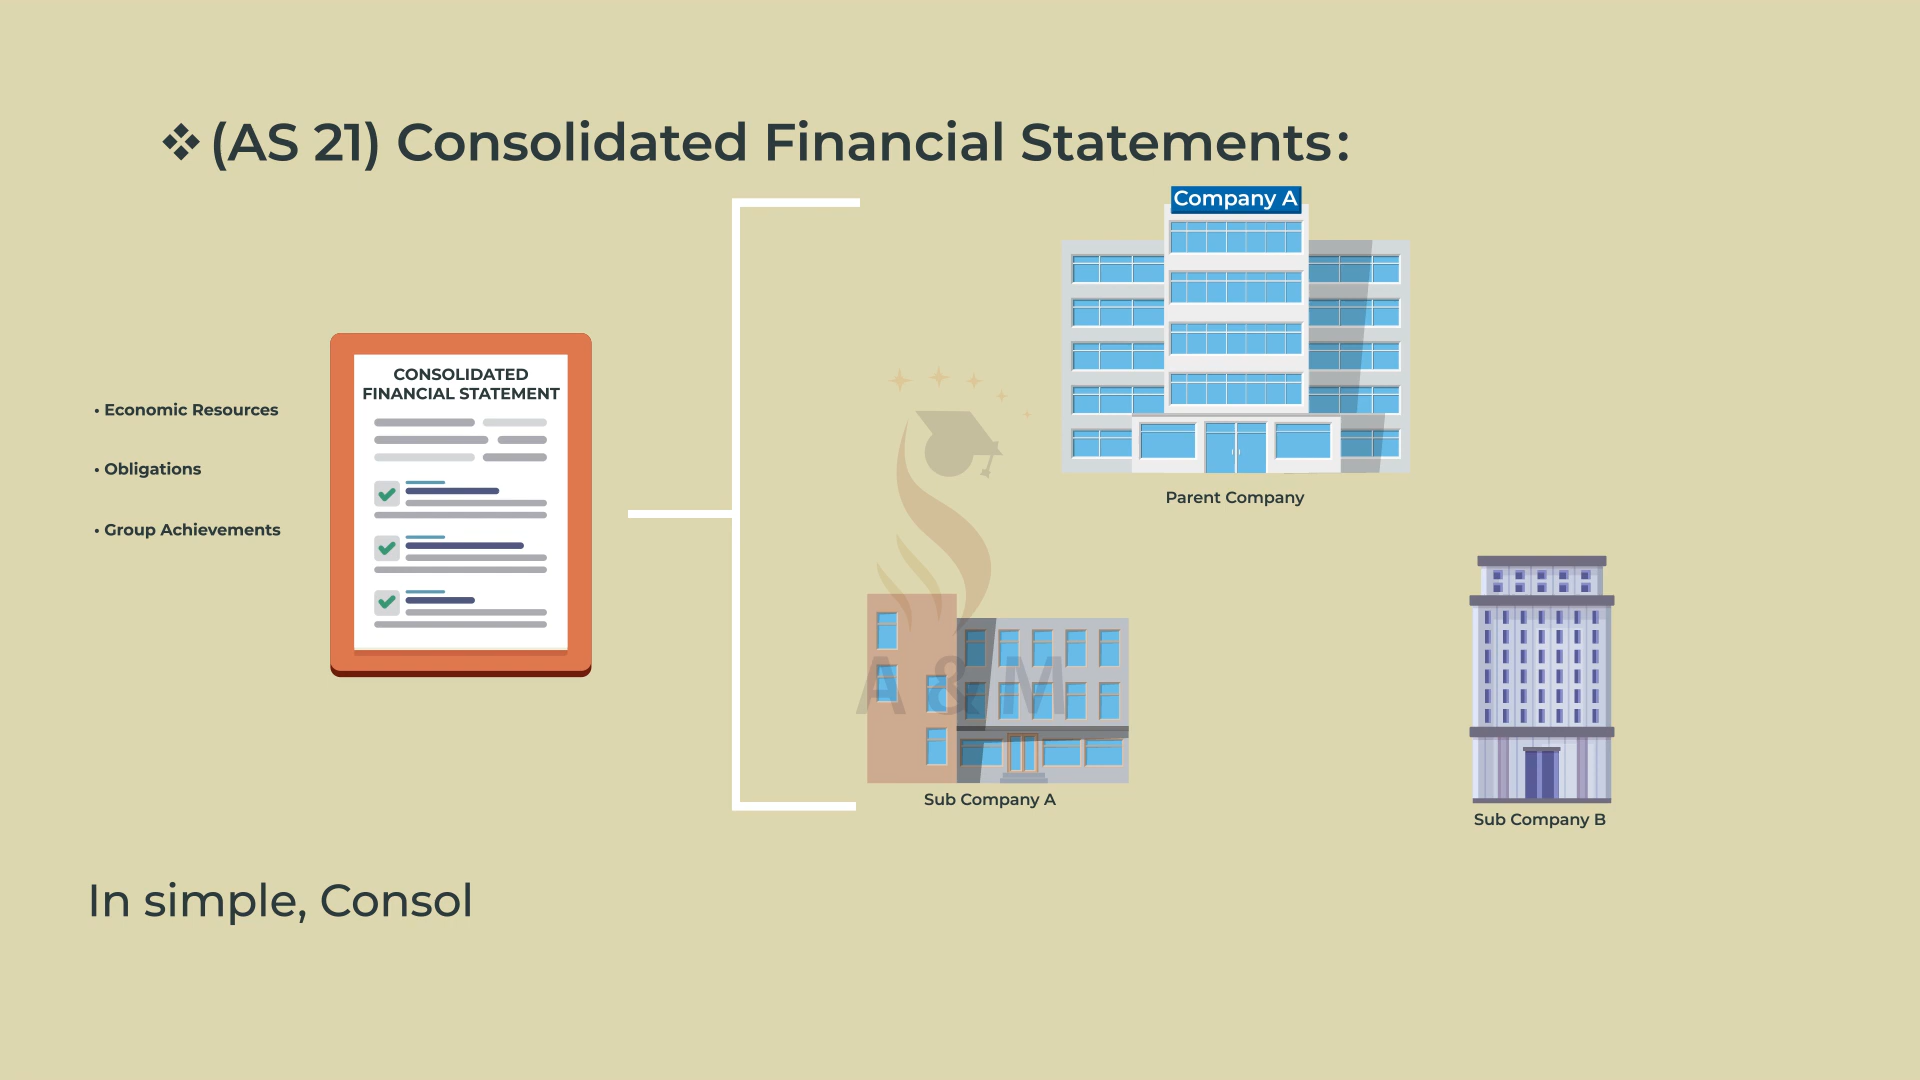 ❖ (AS 21) Consolidated Financial Statements:
Company A
CONSOLIDATED
FINANCIAL STATEMENT
• Economic Resources
• Obligations
• Group Achievements
Parent Company
A & M
Sub Company A
Sub Company B
In simple, Consol